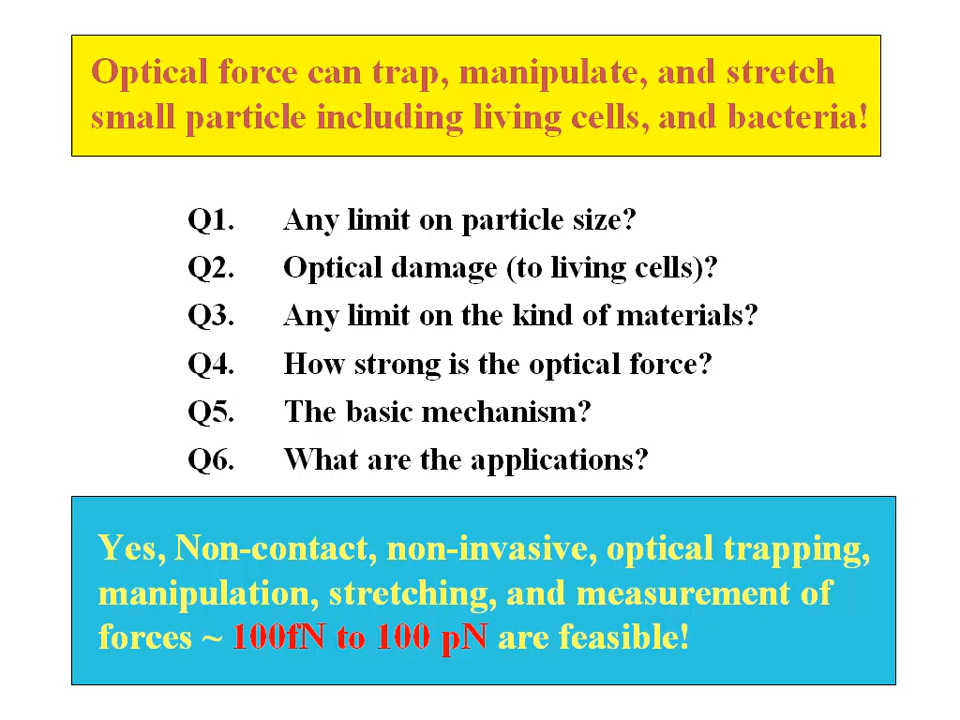 Optical force can trap, manipulate, and stretch
small particle including living cells, and bacteria!
Q1. Any limit on particle size?
Q2. Optical damage (to living cells)?
Q3. Any limit on the kind of materials?
Q4. How strong is the optical force?
Q5. The basic mechanism?
Q6. What are the applications?
Yes, Non-contact, non-invasive, optical trapping,
manipulation, stretching, and measurement of
forces ~ 100fN to 100 pN are feasible!